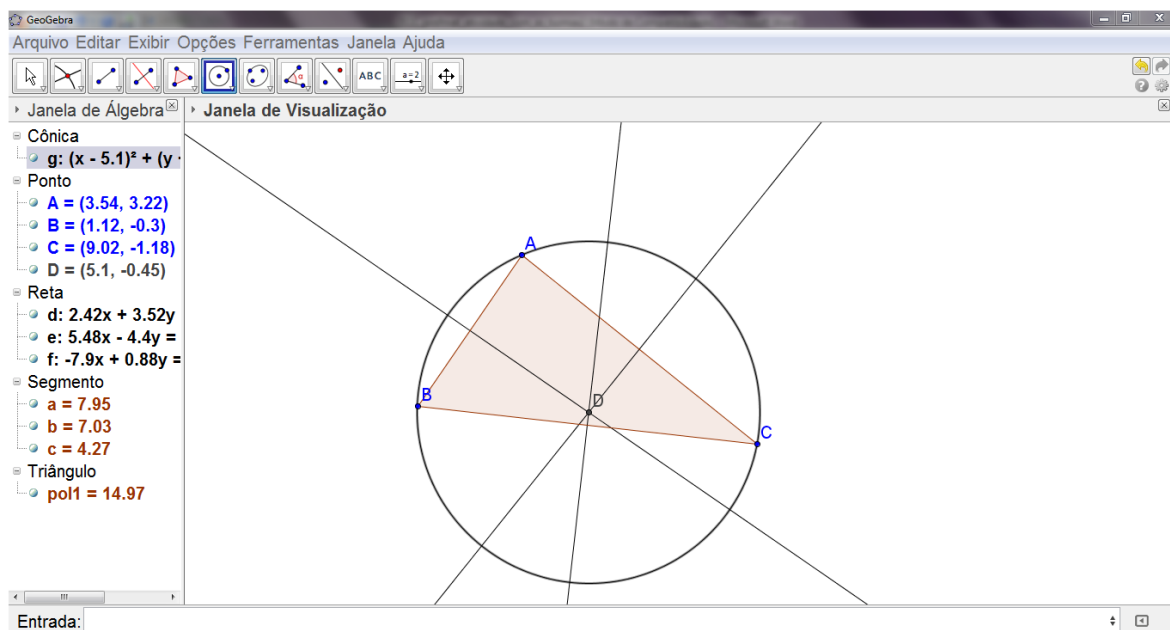 GeoGebra
Arquivo Editar Exibir Opções Ferramentas Janela Ajuda
ABC a=2
Janela de Álgebra
Janela de Visualização
Cônica
g: (x - 5.1)² + (y
Ponto
A = (3.54, 3.22)
B = (1.12, -0.3)
C = (9.02, -1.18)
D = (5.1, -0.45)
Reta
d: 2.42x + 3.52y
e: 5.48x - 4.4y =
f: -7.9x + 0.88y =
Segmento
a = 7.95
b = 7.03
c = 4.27
Triângulo
pol1 = 14.97
A
B
D
C
Entrada: